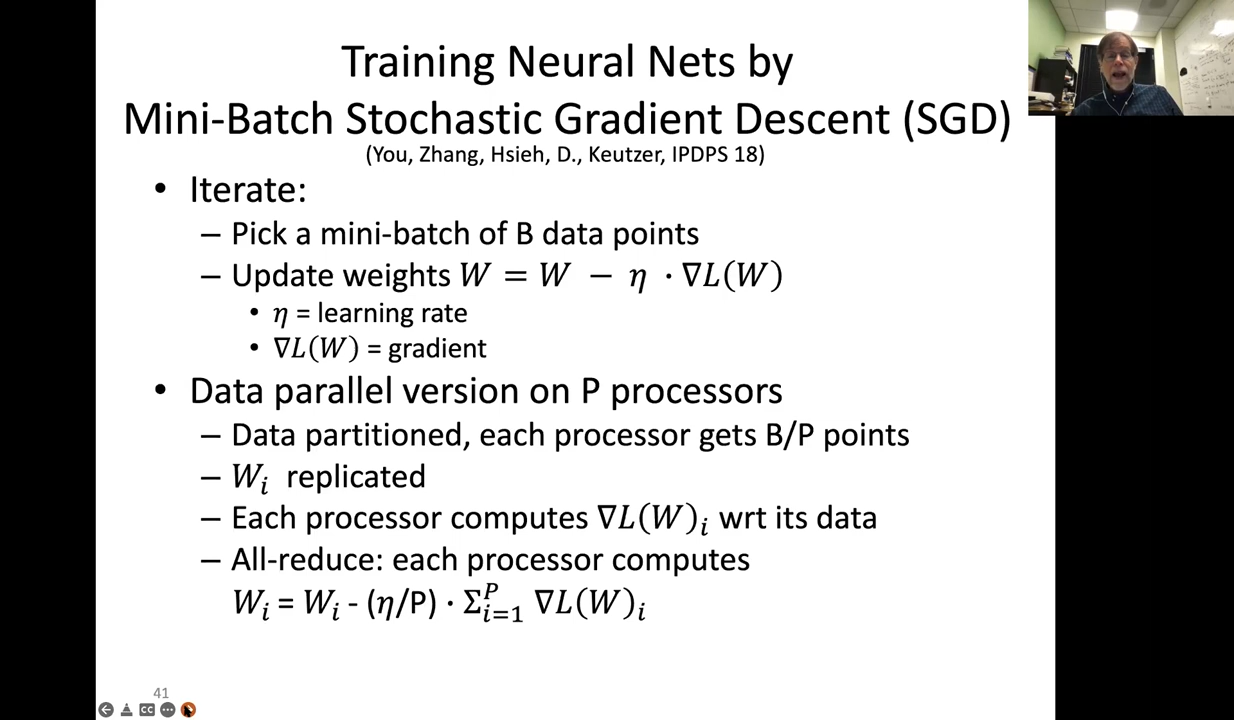 Training Neural Nets by
Mini-Batch Stochastic Gradient Descent (SGD)
(You, Zhang, Hsieh, D., Keutzer, IPDPS 18)
• Iterate:
– Pick a mini-batch of B data points
– Update weights W = W − η · ∇L(W)
• η = learning rate
• ∇L(W) = gradient
• Data parallel version on P processors
– Data partitioned, each processor gets B/P points
– Wᵢ replicated
– Each processor computes ∇L(W)ᵢ wrt its data
– All-reduce: each processor computes
Wᵢ = Wᵢ - (η/P) · Σᵢ₌₁ᴾ ∇L(W)ᵢ
41
CC